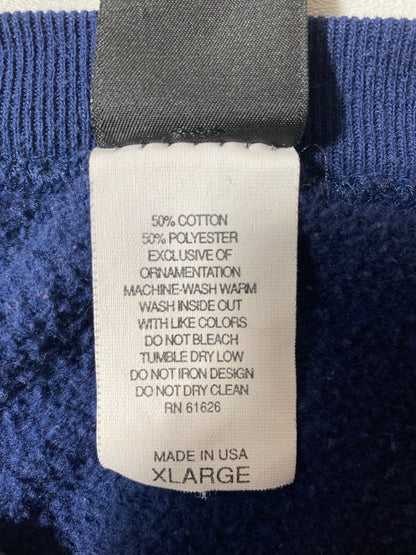 50% COTTON
50% POLYESTER
EXCLUSIVE OF
ORNAMENTATION
MACHINE-WASH WARM
WASH INSIDE OUT
WITH LIKE COLORS
DO NOT BLEACH
TUMBLE DRY LOW
DO NOT IRON DESIGN
DO NOT DRY CLEAN
RN 61626
MADE IN USA
XLARGE